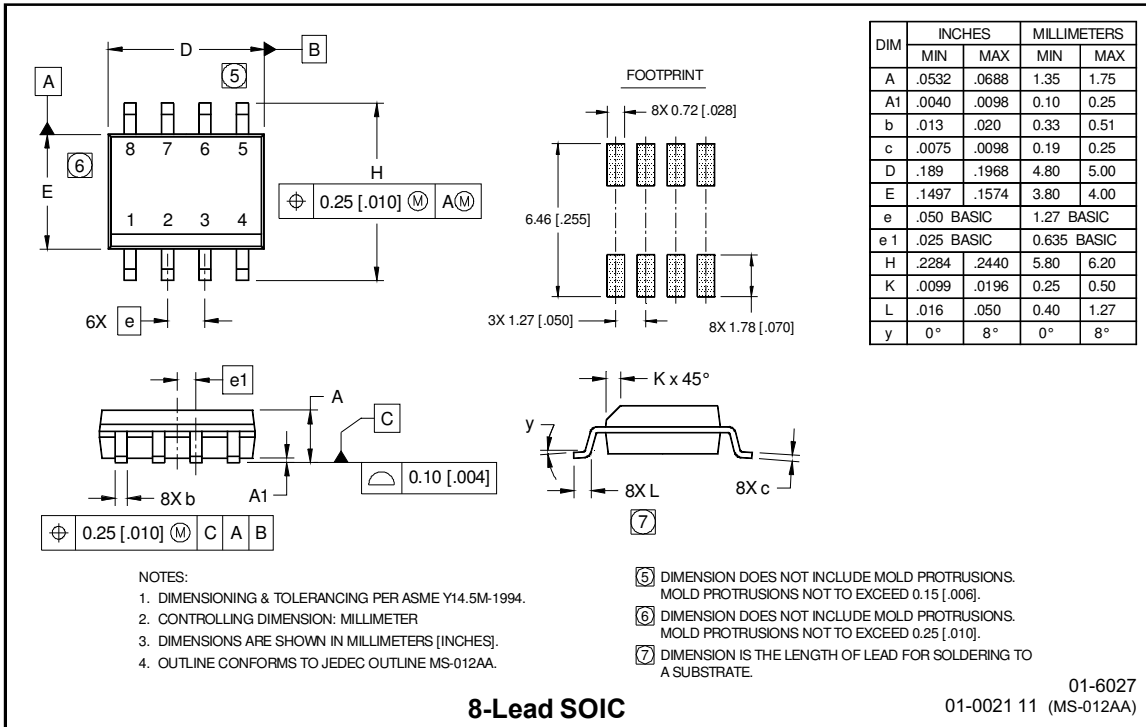 D
B
5
A
8 7 6 5
6
E
H
⌖ 0.25 [.010] Ⓜ A Ⓜ
1 2 3 4
6X e
FOOTPRINT
8X 0.72 [.028]
6.46 [.255]
3X 1.27 [.050]
8X 1.78 [.070]
DIM INCHES MILLIMETERS
MIN MAX MIN MAX
A .0532 .0688 1.35 1.75
A1 .0040 .0098 0.10 0.25
b .013 .020 0.33 0.51
c .0075 .0098 0.19 0.25
D .189 .1968 4.80 5.00
E .1497 .1574 3.80 4.00
e .050 BASIC 1.27 BASIC
e 1 .025 BASIC 0.635 BASIC
H .2284 .2440 5.80 6.20
K .0099 .0196 0.25 0.50
L .016 .050 0.40 1.27
y 0° 8° 0° 8°
e1
A
C
0.10 [.004]
8X b
A1
⌖ 0.25 [.010] Ⓜ C A B
K x 45°
y
8X L
8X c
7
NOTES:
1. DIMENSIONING & TOLERANCING PER ASME Y14.5M-1994.
2. CONTROLLING DIMENSION: MILLIMETER
3. DIMENSIONS ARE SHOWN IN MILLIMETERS [INCHES].
4. OUTLINE CONFORMS TO JEDEC OUTLINE MS-012AA.
5 DIMENSION DOES NOT INCLUDE MOLD PROTRUSIONS.
MOLD PROTRUSIONS NOT TO EXCEED 0.15 [.006].
6 DIMENSION DOES NOT INCLUDE MOLD PROTRUSIONS.
MOLD PROTRUSIONS NOT TO EXCEED 0.25 [.010].
7 DIMENSION IS THE LENGTH OF LEAD FOR SOLDERING TO
A SUBSTRATE.
8-Lead SOIC
01-6027
01-0021 11 (MS-012AA)